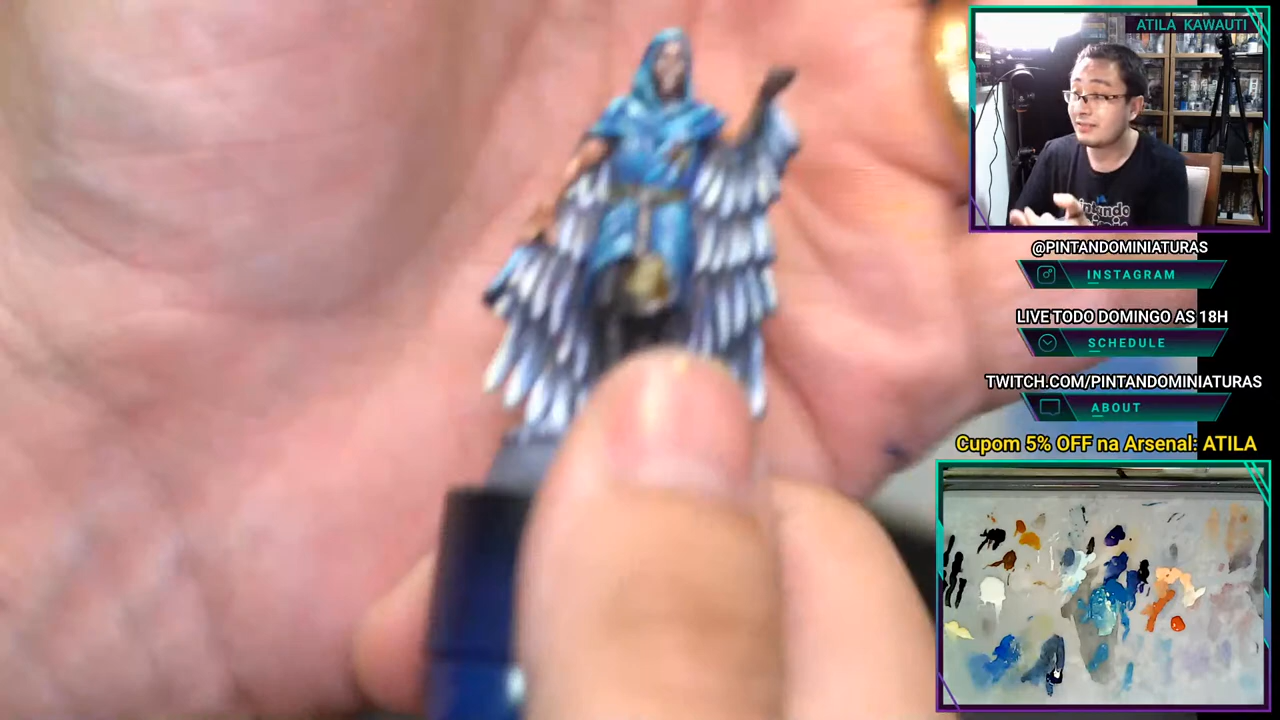 ATILA KAWAUTI
@PINTANDOMINIATURAS
INSTAGRAM
LIVE TODO DOMINGO AS 18H
SCHEDULE
TWITCH.COM/PINTANDOMINIATURAS
ABOUT
Cupom 5% OFF na Arsenal: ATILA